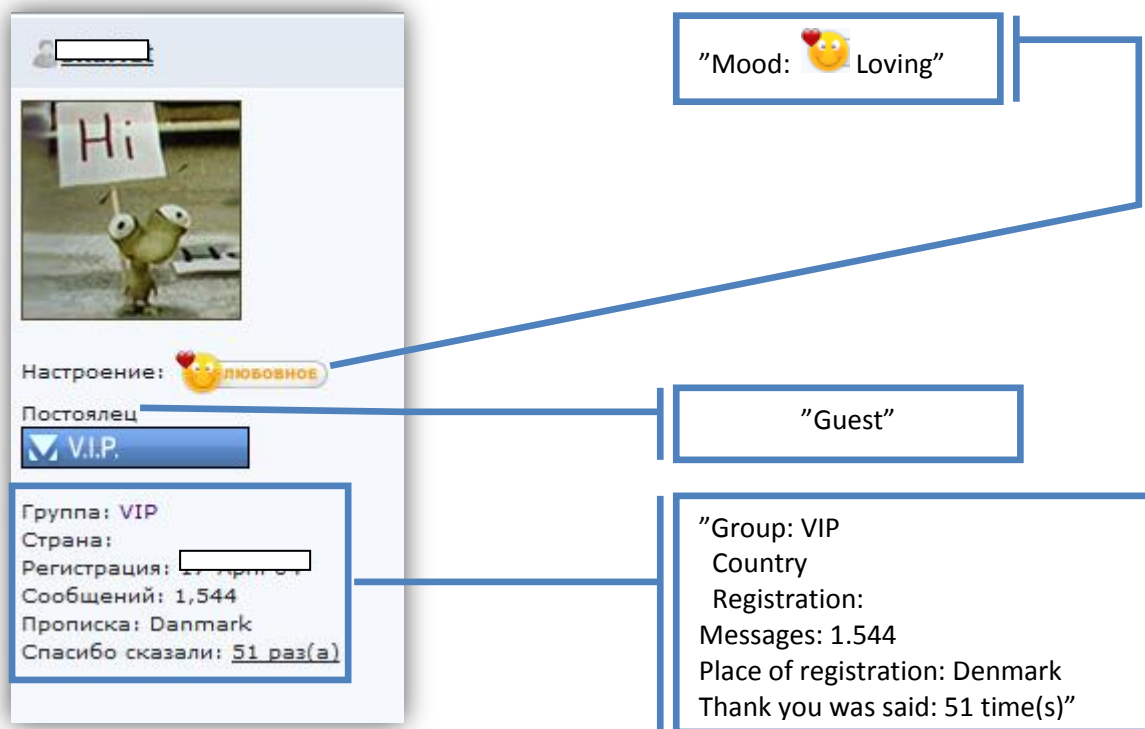 Hi
Настроение: любовное
Постоялец
V.I.P.
Группа: VIP
Страна:
Регистрация:
Сообщений: 1,544
Прописка: Danmark
Спасибо сказали: 51 раз(а)
”Mood: Loving”
”Guest”
”Group: VIP
Country
Registration:
Messages: 1.544
Place of registration: Denmark
Thank you was said: 51 time(s)”